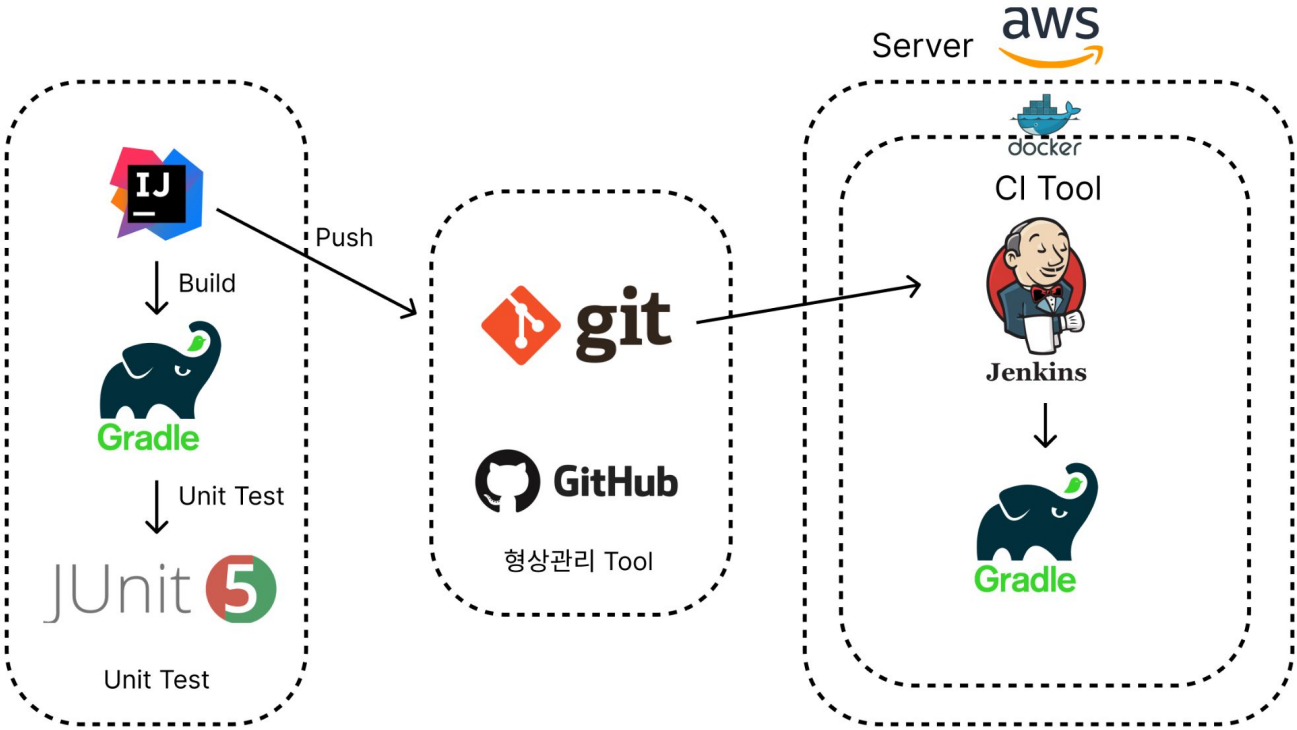 Server aws
docker
CI Tool
Jenkins
Gradle
IJ
Push
Build
Gradle
Unit Test
JUnit 5
Unit Test
git
GitHub
형상관리 Tool